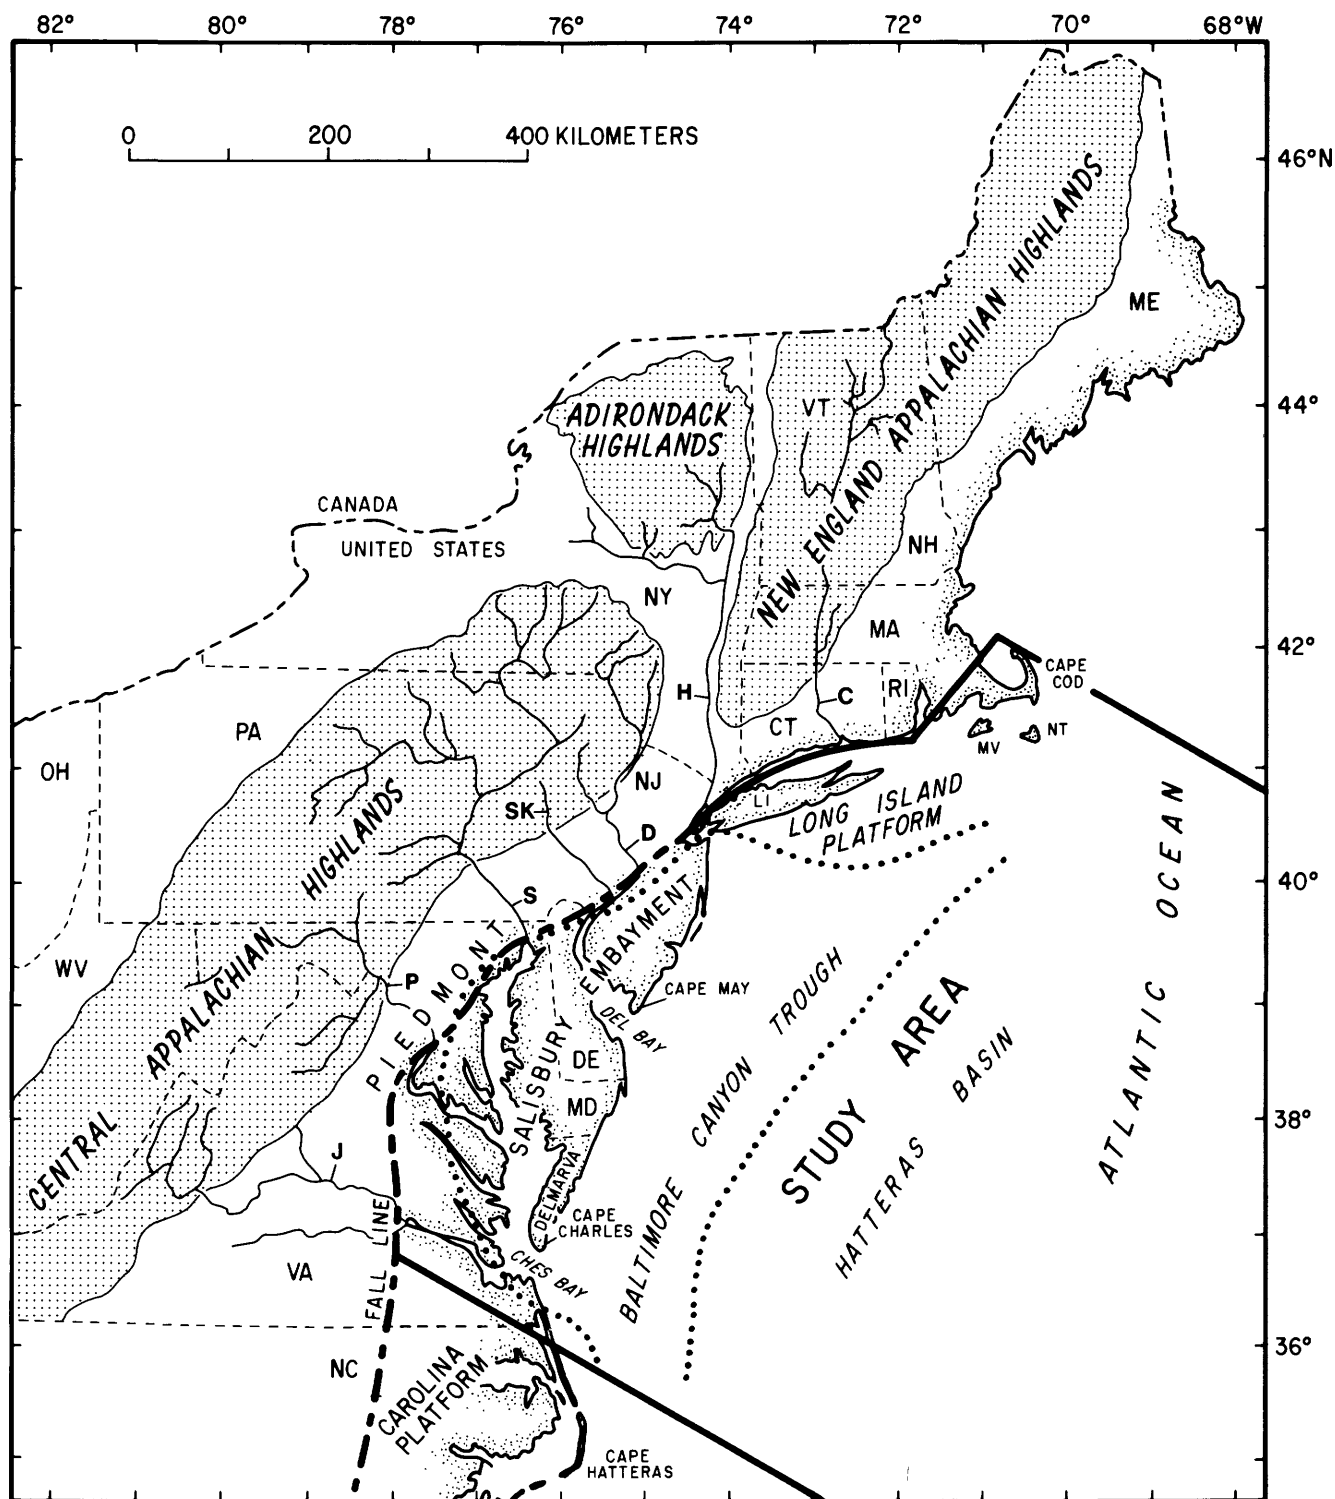 82° 80° 78° 76° 74° 72° 70° 68°W
0 200 400 KILOMETERS
46°N
NEW ENGLAND APPALACHIAN HIGHLANDS
ME
ADIRONDACK
HIGHLANDS
VT
44°
CANADA
UNITED STATES
NH
NY
MA
42°
CAPE
COD
H
C
RI
PA
CT
MV
NT
OH
NJ
LI
SK
LONG ISLAND
PLATFORM
D
ATLANTIC OCEAN
40°
S
CENTRAL APPALACHIAN HIGHLANDS
WV
P
PIEDMONT
SALISBURY EMBAYMENT
CAPE MAY
DEL BAY
BALTIMORE CANYON TROUGH
STUDY AREA
HATTERAS BASIN
DE
MD
38°
J
DELMARVA
CAPE
CHARLES
FALL LINE
VA
CHES BAY
36°
NC
CAROLINA
PLATFORM
CAPE
HATTERAS